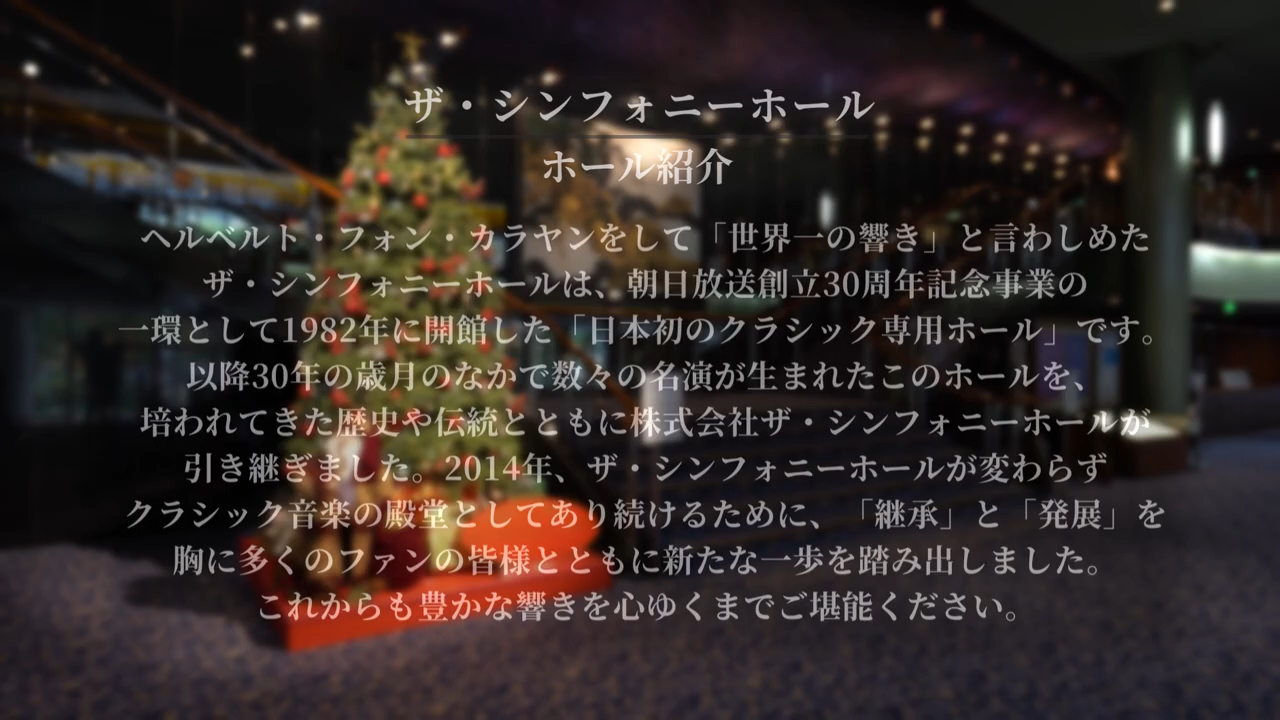 ザ・シンフォニーホール
ホール紹介
ヘルベルト・フォン・カラヤンをして「世界一の響き」と言わしめた
ザ・シンフォニーホールは、朝日放送創立30周年記念事業の
一環として1982年に開館した「日本初のクラシック専用ホール」です。
以降30年の歳月のなかで数々の名演が生まれたこのホールを、
培われてきた歴史や伝統とともに株式会社ザ・シンフォニーホールが
引き継ぎました。2014年、ザ・シンフォニーホールが変わらず
クラシック音楽の殿堂としてあり続けるために、「継承」と「発展」を
胸に多くのファンの皆様とともに新たな一歩を踏み出しました。
これからも豊かな響きを心ゆくまでご堪能ください。